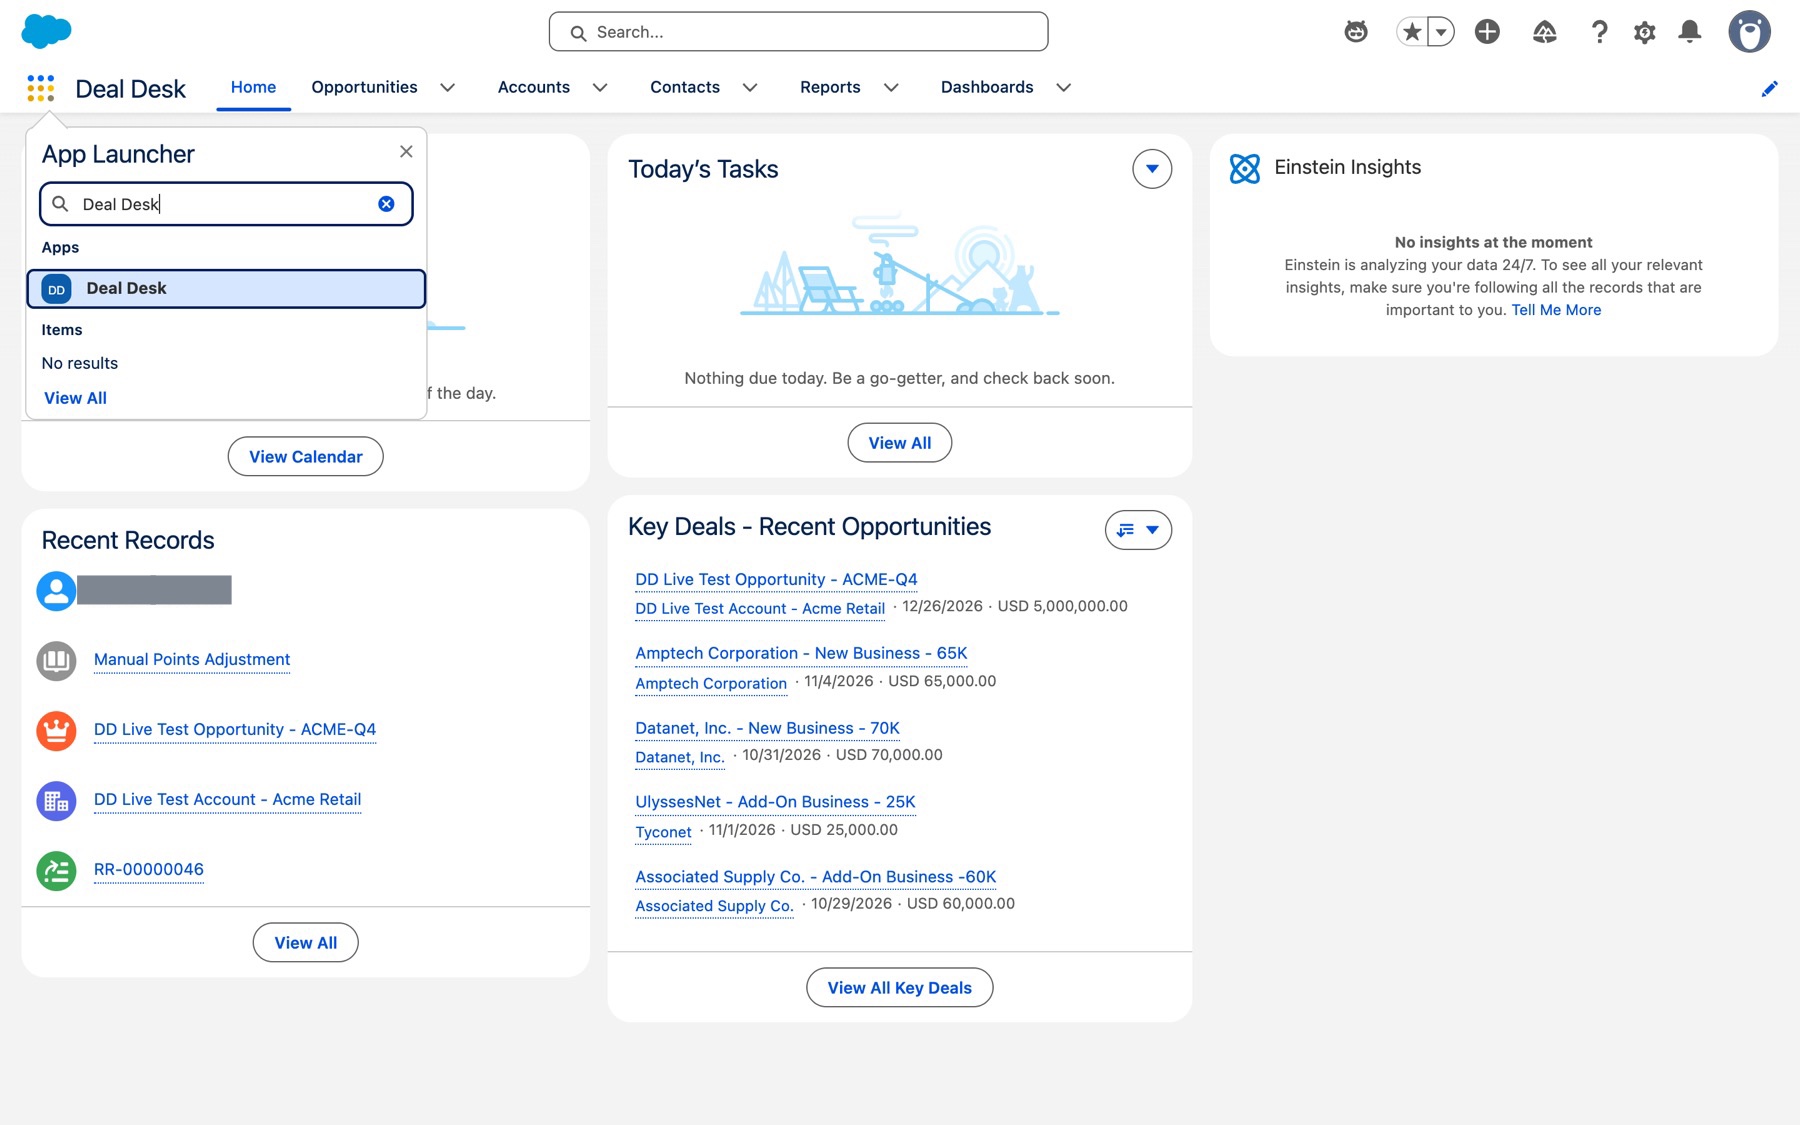 Search...
Deal Desk
Home
Opportunities
Accounts
Contacts
Reports
Dashboards
App Launcher
Deal Desk
Apps
DD Deal Desk
Items
No results
View All
f the day.
View Calendar
Recent Records
Manual Points Adjustment
DD Live Test Opportunity - ACME-Q4
DD Live Test Account - Acme Retail
RR-00000046
View All
Today's Tasks
Nothing due today. Be a go-getter, and check back soon.
View All
Key Deals - Recent Opportunities
DD Live Test Opportunity - ACME-Q4
DD Live Test Account - Acme Retail · 12/26/2026 · USD 5,000,000.00
Amptech Corporation - New Business - 65K
Amptech Corporation · 11/4/2026 · USD 65,000.00
Datanet, Inc. - New Business - 70K
Datanet, Inc. · 10/31/2026 · USD 70,000.00
UlyssesNet - Add-On Business - 25K
Tyconet · 11/1/2026 · USD 25,000.00
Associated Supply Co. - Add-On Business -60K
Associated Supply Co. · 10/29/2026 · USD 60,000.00
View All Key Deals
Einstein Insights
No insights at the moment
Einstein is analyzing your data 24/7. To see all your relevant
insights, make sure you're following all the records that are
important to you. Tell Me More